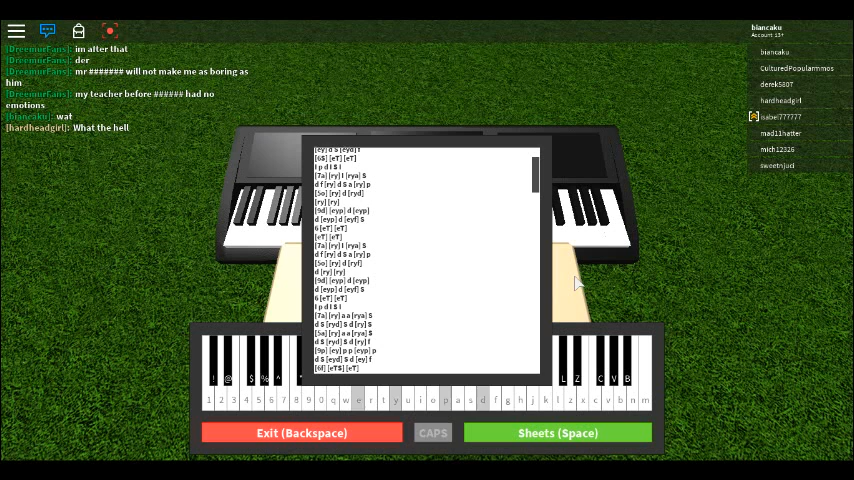 biancaku
Account: 13+
[DreemurFans]: im after that
[DreemurFans]: der
[DreemurFans]: mr ####### will not make me as boring as
him
[DreemurFans]: my teacher before ###### had no
emotions
[biancaku]: wat
[hardheadgirl]: What the hell
biancaku
CulturedPopularmmos
derek5807
hardheadgirl
isabel777777
mad11hatter
mich12326
sweetnjuci
[ey] d S [eyd] f
[6S] [eT] [eT]
I p d I S I
[7a] [ry] I [rya] S
d f [ry] d S a [ry] p
[5o] [ry] d [ryd]
[ry] [ry]
[9d] [eyp] d [eyp]
d [eyp] d [eyf] S
6 [eT] [eT]
[eT] [eT]
[7a] [ry] I [rya] S
d f [ry] d S a [ry] p
[5o] [ry] d [ryf]
d [ry] [ry]
[9d] [eyp] d [eyp]
d [eyp] d [eyf] S
6 [eT] [eT]
I p d I S I
[7a] [ry] a a [rya] S
d S [ryd] S d [ry] S
[5a] [ry] a a [rya] S
d S [ryd] S d [ry] f
[9p] [ey] p p [eyp] p
d S [eyd] S d [ey] f
[6f] [eTS] [eT]
! @ $ % ^ L Z C V B
1 2 3 4 5 6 7 8 9 0 q w e r t y u i o p a s d f g h j k l z x c v b n m
Exit (Backspace)
CAPS
Sheets (Space)